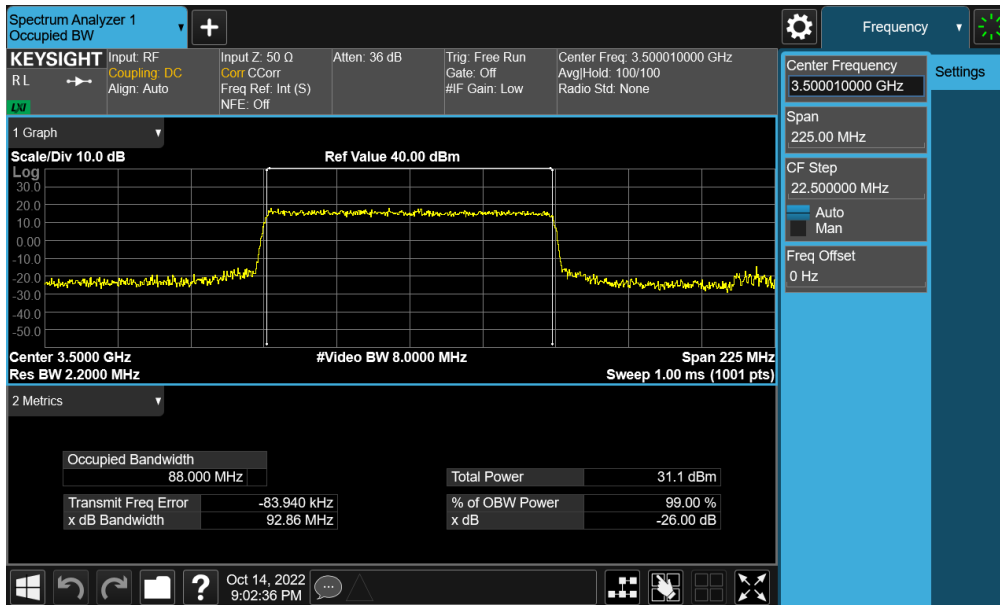 Spectrum Analyzer 1
Occupied BW
Frequency
KEYSIGHT
R L
LXI
Input: RF
Coupling: DC
Align: Auto
Input Z: 50 Ω
Corr CCorr
Freq Ref: Int (S)
NFE: Off
Atten: 36 dB
Trig: Free Run
Gate: Off
#IF Gain: Low
Center Freq: 3.500010000 GHz
Avg|Hold: 100/100
Radio Std: None
Center Frequency
3.500010000 GHz
Settings
Span
225.00 MHz
CF Step
22.500000 MHz
Auto
Man
Freq Offset
0 Hz
1 Graph
Scale/Div 10.0 dB
Ref Value 40.00 dBm
Log
30.0
20.0
10.0
0.00
-10.0
-20.0
-30.0
-40.0
-50.0
Center 3.5000 GHz
#Video BW 8.0000 MHz
Span 225 MHz
Res BW 2.2000 MHz
Sweep 1.00 ms (1001 pts)
2 Metrics
Occupied Bandwidth
88.000 MHz
Total Power 31.1 dBm
Transmit Freq Error -83.940 kHz
% of OBW Power 99.00 %
x dB Bandwidth 92.86 MHz
x dB -26.00 dB
?
Oct 14, 2022
9:02:36 PM